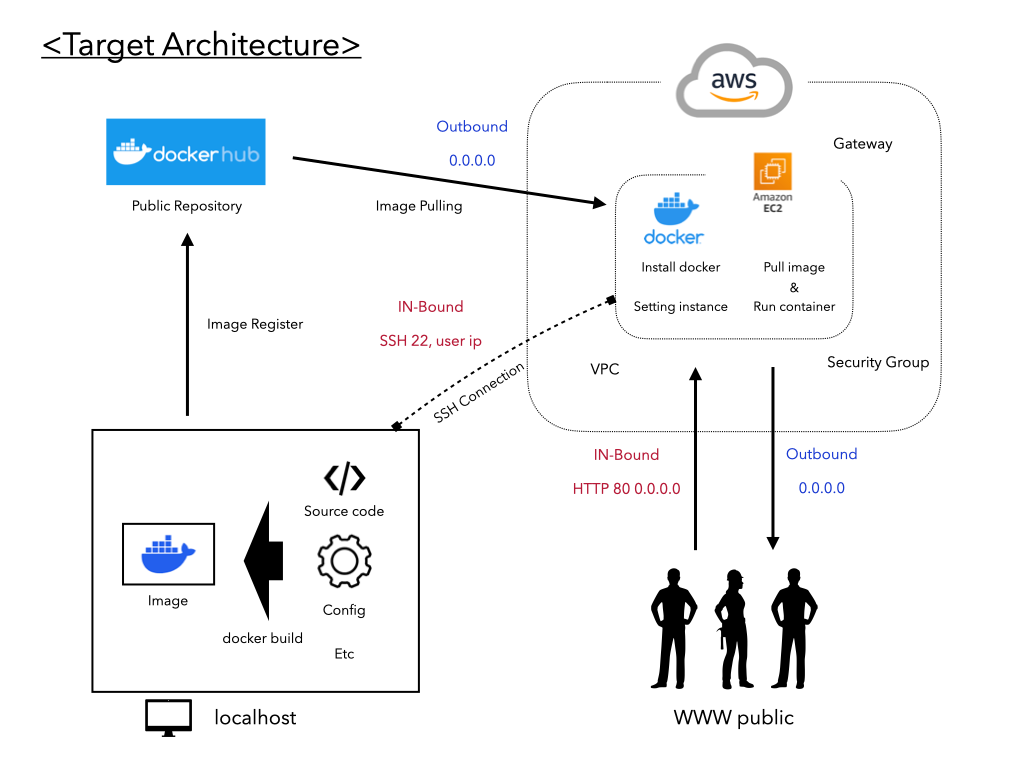 <Target Architecture>
aws
Outbound
0.0.0.0
Gateway
dockerhub
Amazon
EC2
Public Repository
Image Pulling
docker
Install docker
Pull image
&
Setting instance
Run container
IN-Bound
SSH 22, user ip
Image Register
SSH Connection
VPC
Security Group
IN-Bound
HTTP 80 0.0.0.0
Outbound
0.0.0.0
Source code
Image
Config
docker build
Etc
localhost
WWW public